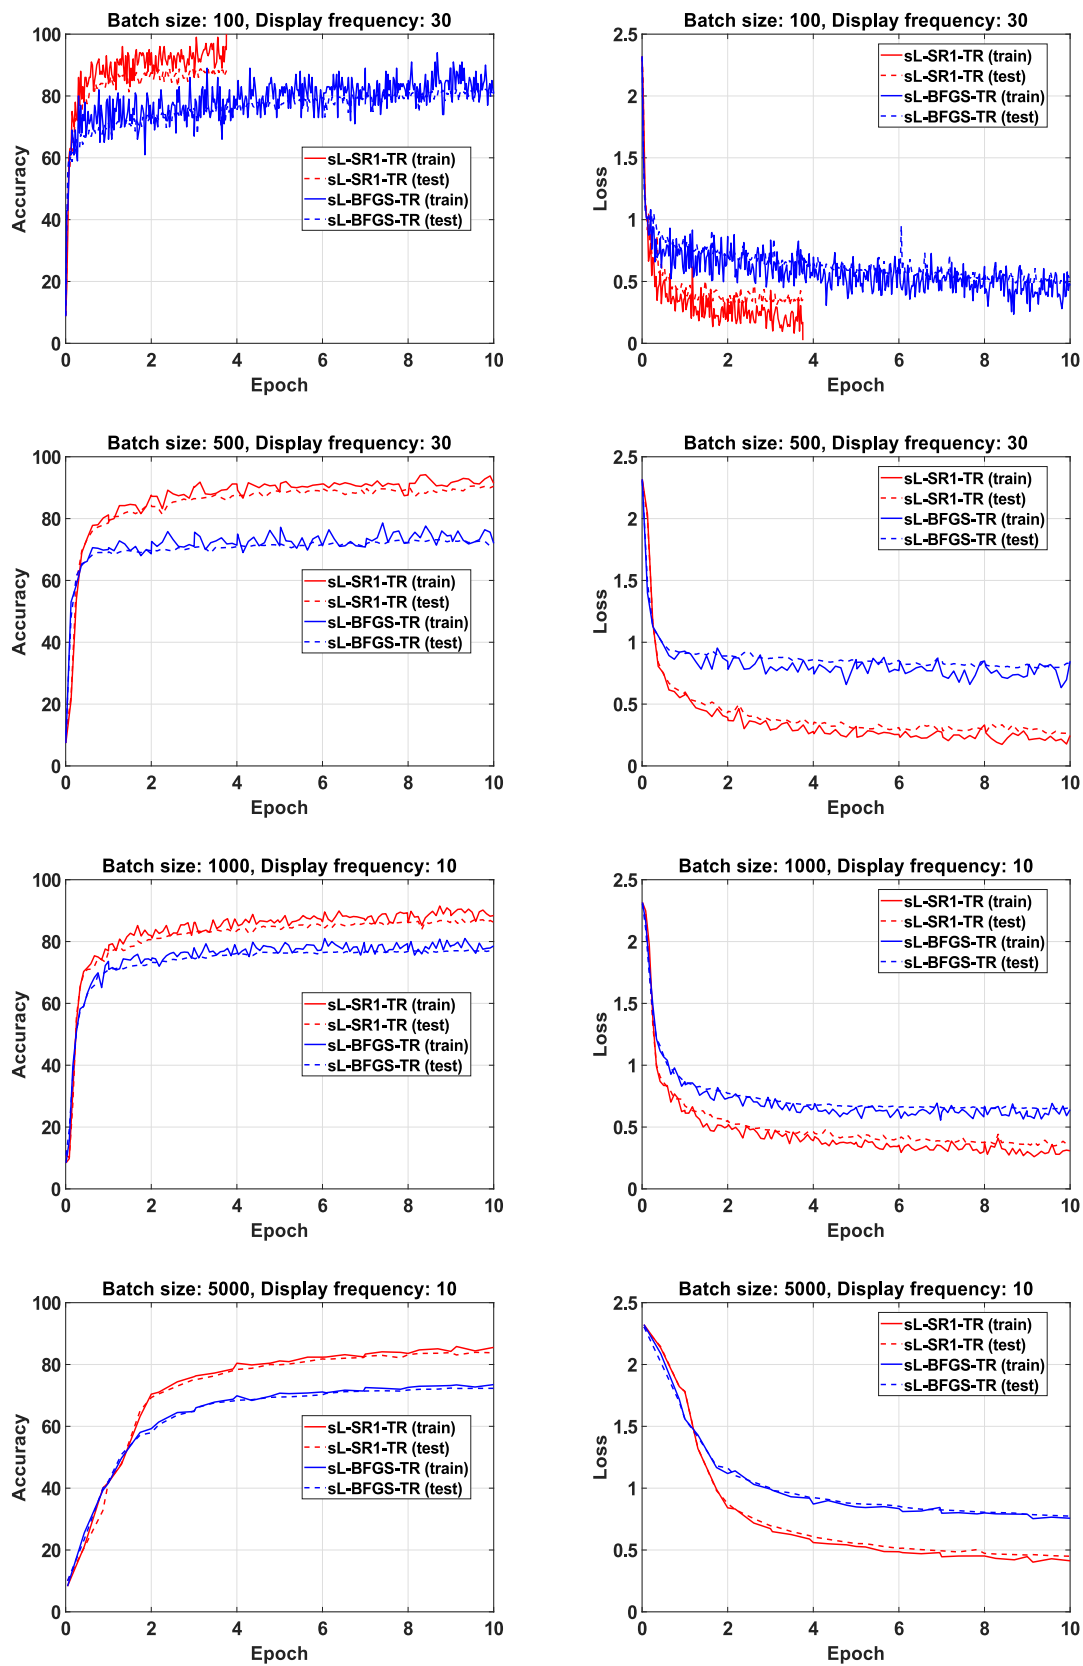 Batch size: 100, Display frequency: 30
100
80
60
40
20
0
Accuracy
sL-SR1-TR (train)
sL-SR1-TR (test)
sL-BFGS-TR (train)
sL-BFGS-TR (test)
0 2 4 6 8 10
Epoch
Batch size: 100, Display frequency: 30
2.5
2
1.5
1
0.5
0
Loss
sL-SR1-TR (train)
sL-SR1-TR (test)
sL-BFGS-TR (train)
sL-BFGS-TR (test)
0 2 4 6 8 10
Epoch
Batch size: 500, Display frequency: 30
100
80
60
40
20
0
Accuracy
sL-SR1-TR (train)
sL-SR1-TR (test)
sL-BFGS-TR (train)
sL-BFGS-TR (test)
0 2 4 6 8 10
Epoch
Batch size: 500, Display frequency: 30
2.5
2
1.5
1
0.5
0
Loss
sL-SR1-TR (train)
sL-SR1-TR (test)
sL-BFGS-TR (train)
sL-BFGS-TR (test)
0 2 4 6 8 10
Epoch
Batch size: 1000, Display frequency: 10
100
80
60
40
20
0
Accuracy
sL-SR1-TR (train)
sL-SR1-TR (test)
sL-BFGS-TR (train)
sL-BFGS-TR (test)
0 2 4 6 8 10
Epoch
Batch size: 1000, Display frequency: 10
2.5
2
1.5
1
0.5
0
Loss
sL-SR1-TR (train)
sL-SR1-TR (test)
sL-BFGS-TR (train)
sL-BFGS-TR (test)
0 2 4 6 8 10
Epoch
Batch size: 5000, Display frequency: 10
100
80
60
40
20
0
Accuracy
sL-SR1-TR (train)
sL-SR1-TR (test)
sL-BFGS-TR (train)
sL-BFGS-TR (test)
0 2 4 6 8 10
Epoch
Batch size: 5000, Display frequency: 10
2.5
2
1.5
1
0.5
0
Loss
sL-SR1-TR (train)
sL-SR1-TR (test)
sL-BFGS-TR (train)
sL-BFGS-TR (test)
0 2 4 6 8 10
Epoch